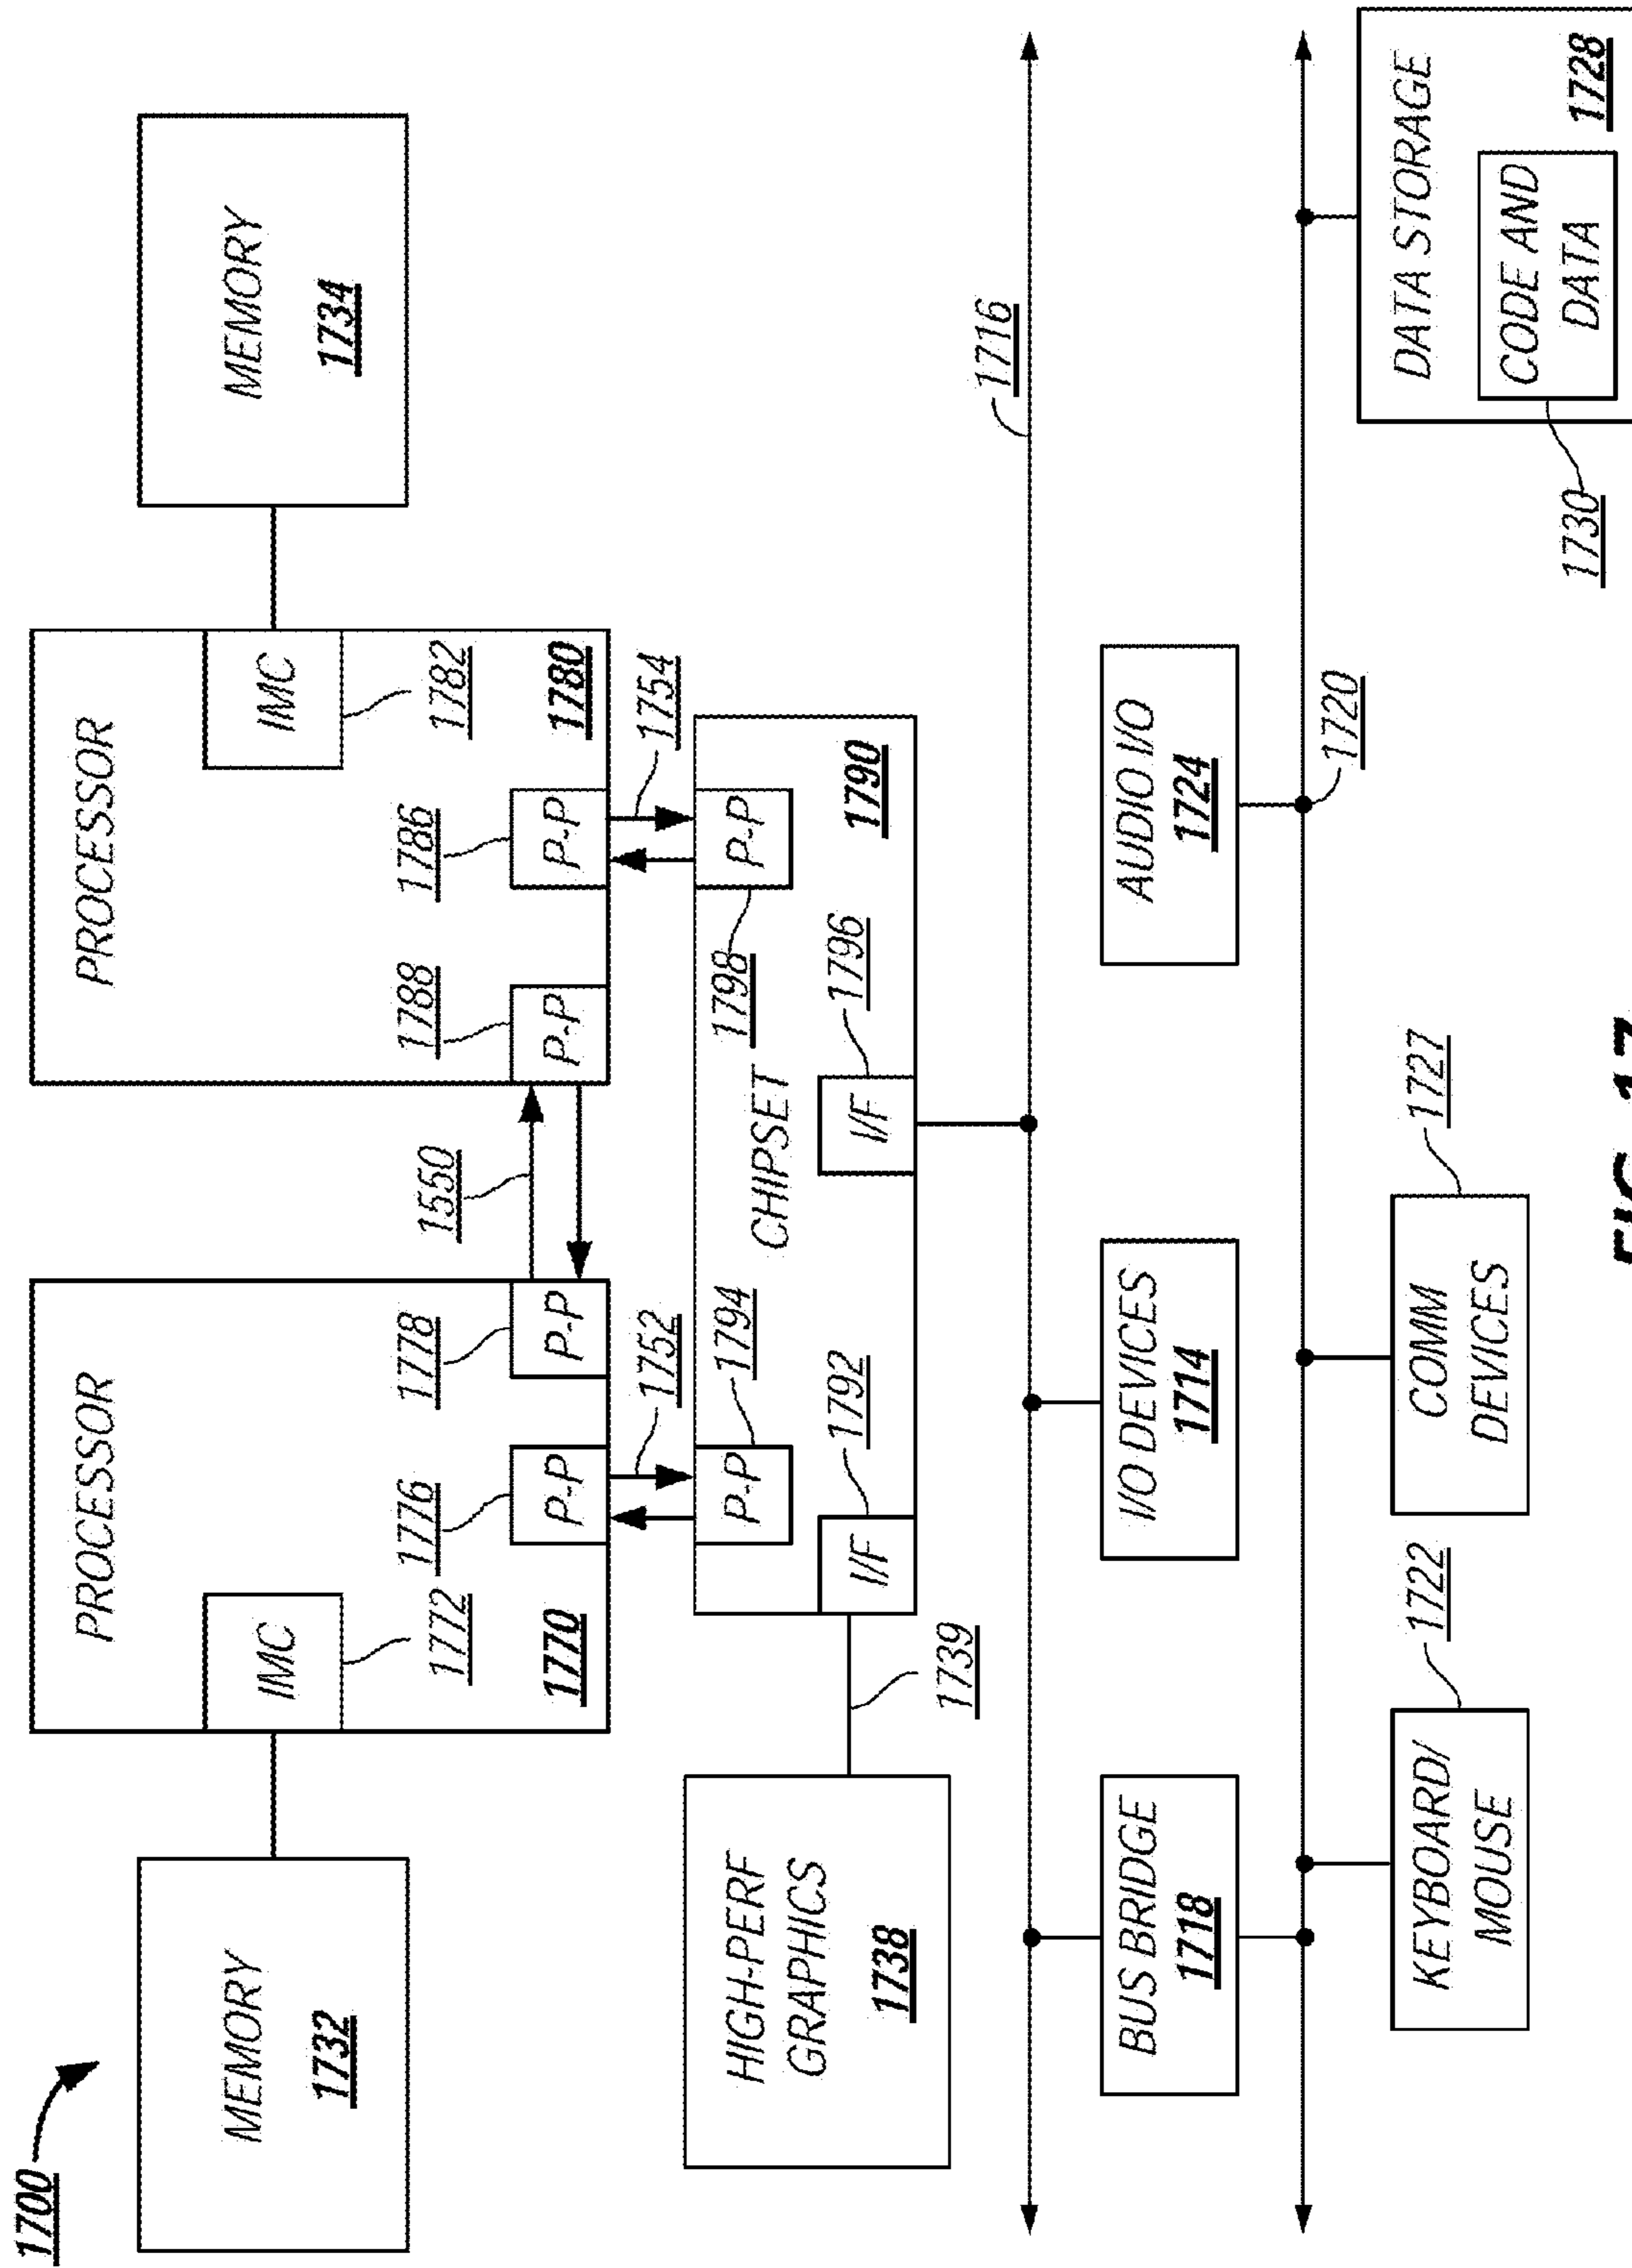 1700
MEMORY
1732
PROCESSOR
IMC
1772
1770
1776
P-P
1778
P-P
1550
PROCESSOR
1788
P-P
1786
P-P
IMC
1782
1780
MEMORY
1734
1752
1754
HIGH-PERF
GRAPHICS
1738
1739
P-P
1794
I/F
1792
CHIPSET
P-P
1798
I/F
1796
1790
1716
BUS BRIDGE
1718
I/O DEVICES
1714
AUDIO I/O
1724
1720
KEYBOARD/
MOUSE
1722
COMM
DEVICES
1727
DATA STORAGE
CODE AND
DATA
1728
1730
FIG. 17